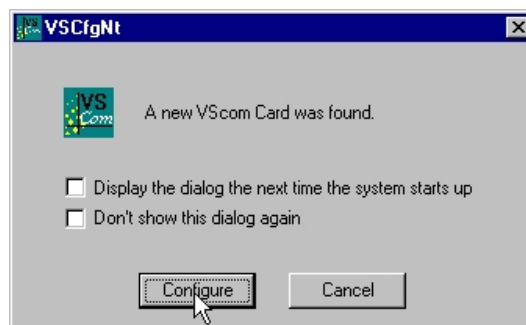 VSCfgNt
VS
Com
A new VScom Card was found.
Display the dialog the next time the system starts up
Don't show this dialog again
Configure
Cancel